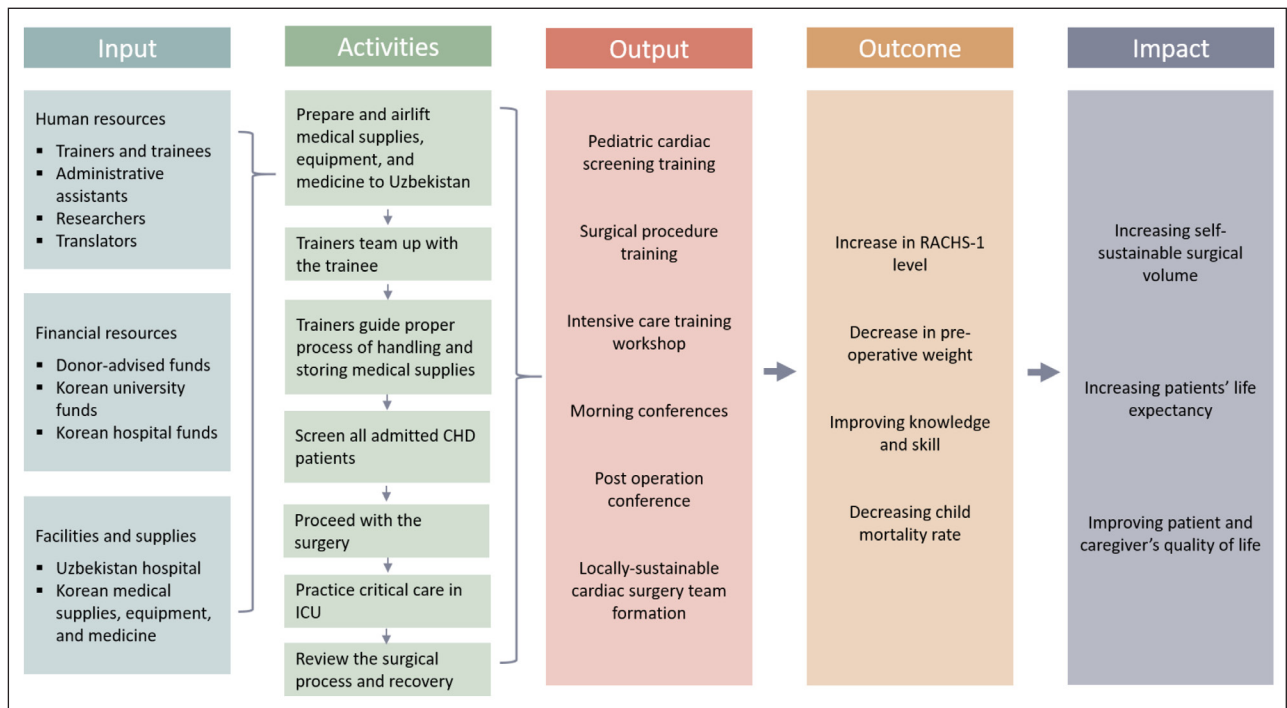 Input
Human resources
▪ Trainers and trainees
▪ Administrative
assistants
▪ Researchers
▪ Translators
Financial resources
▪ Donor-advised funds
▪ Korean university
funds
▪ Korean hospital funds
Facilities and supplies
▪ Uzbekistan hospital
▪ Korean medical
supplies, equipment,
and medicine
Activities
Prepare and airlift
medical supplies,
equipment, and
medicine to Uzbekistan
Trainers team up with
the trainee
Trainers guide proper
process of handling and
storing medical supplies
Screen all admitted CHD
patients
Proceed with the
surgery
Practice critical care in
ICU
Review the surgical
process and recovery
Output
Pediatric cardiac
screening training
Surgical procedure
training
Intensive care training
workshop
Morning conferences
Post operation
conference
Locally-sustainable
cardiac surgery team
formation
Outcome
Increase in RACHS-1
level
Decrease in pre-
operative weight
Improving knowledge
and skill
Decreasing child
mortality rate
Impact
Increasing self-
sustainable surgical
volume
Increasing patients’ life
expectancy
Improving patient and
caregiver’s quality of life